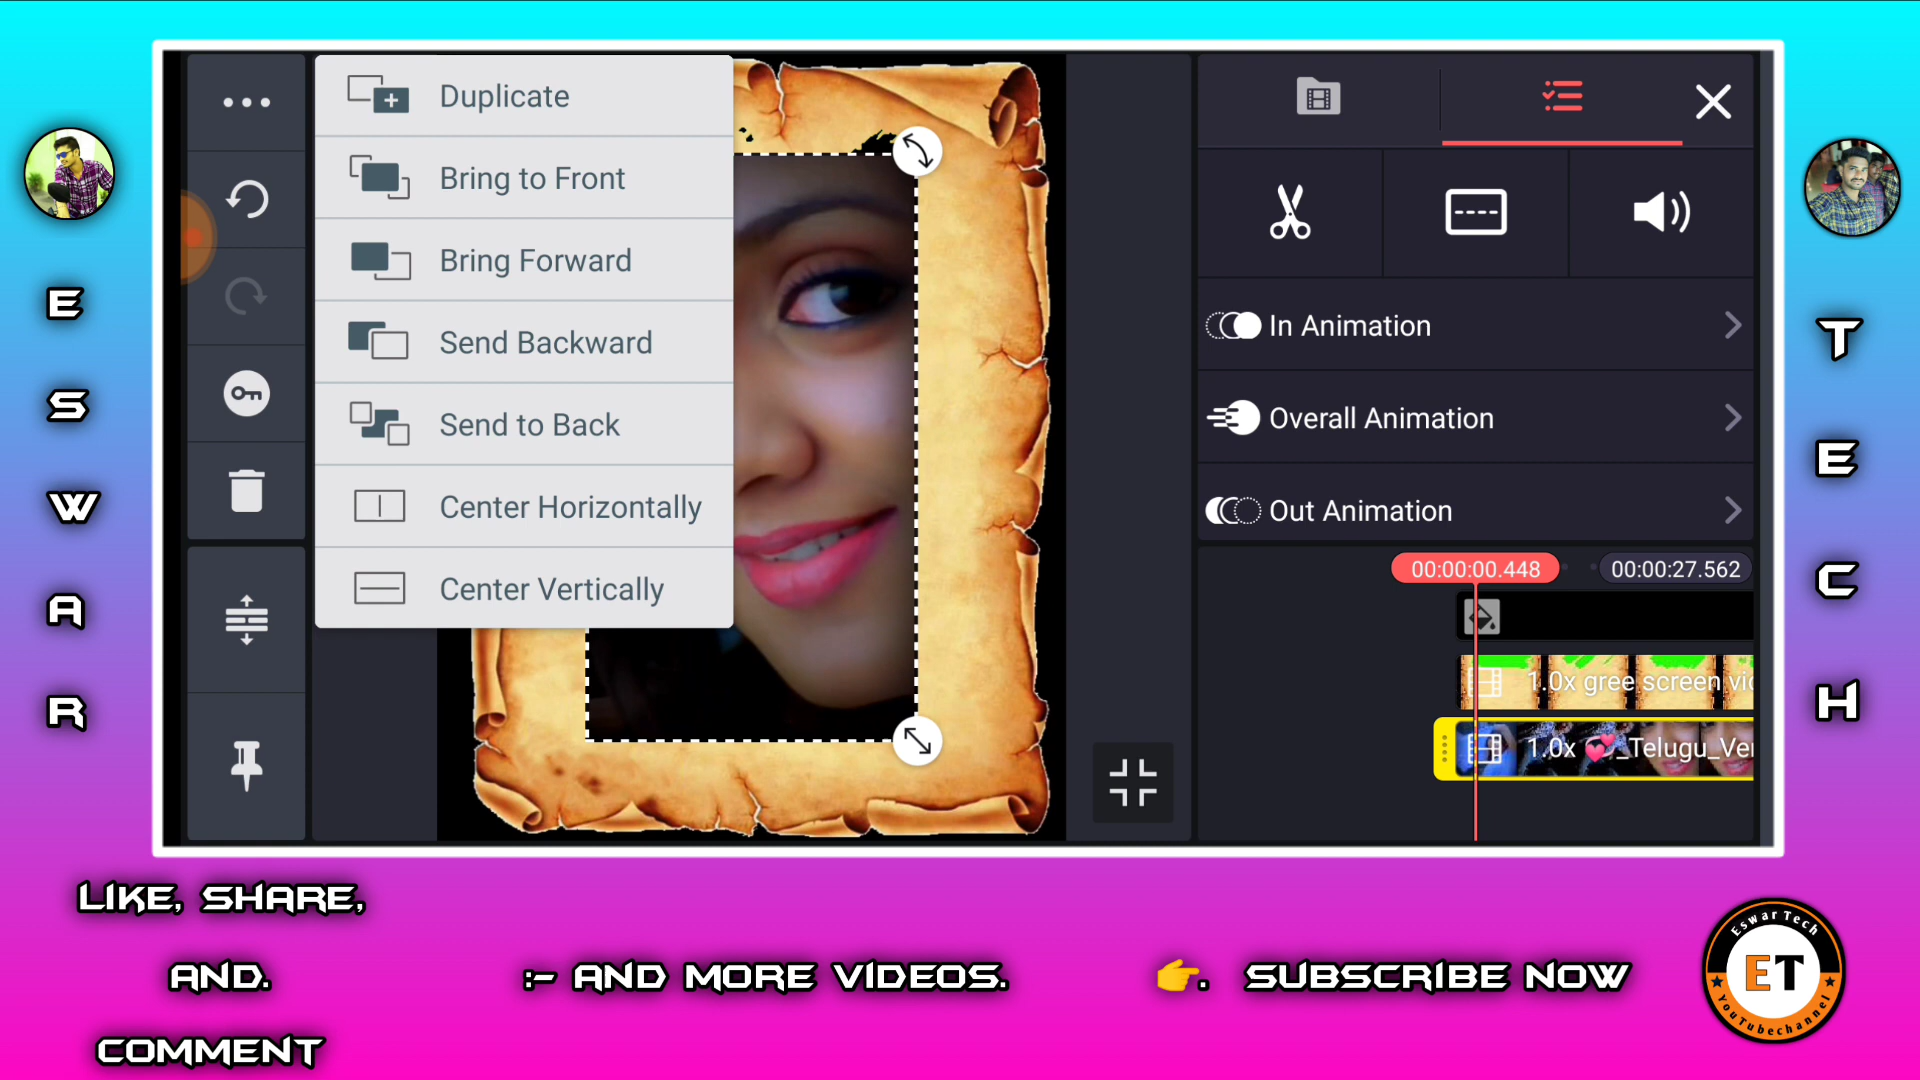 Duplicate
Bring to Front
Bring Forward
Send Backward
Send to Back
Center Horizontally
Center Vertically
In Animation
Overall Animation
Out Animation
00:00:00.448
00:00:27.562
1.0x gree screen vi
1.0x 💞_Telugu_Ve
E
S
W
A
R
T
E
C
H
LIKE, SHARE,
AND.
COMMENT
:- AND MORE VIDEOS.
👉. SUBSCRIBE NOW
Eswar Tech
ET
YouTubechannel